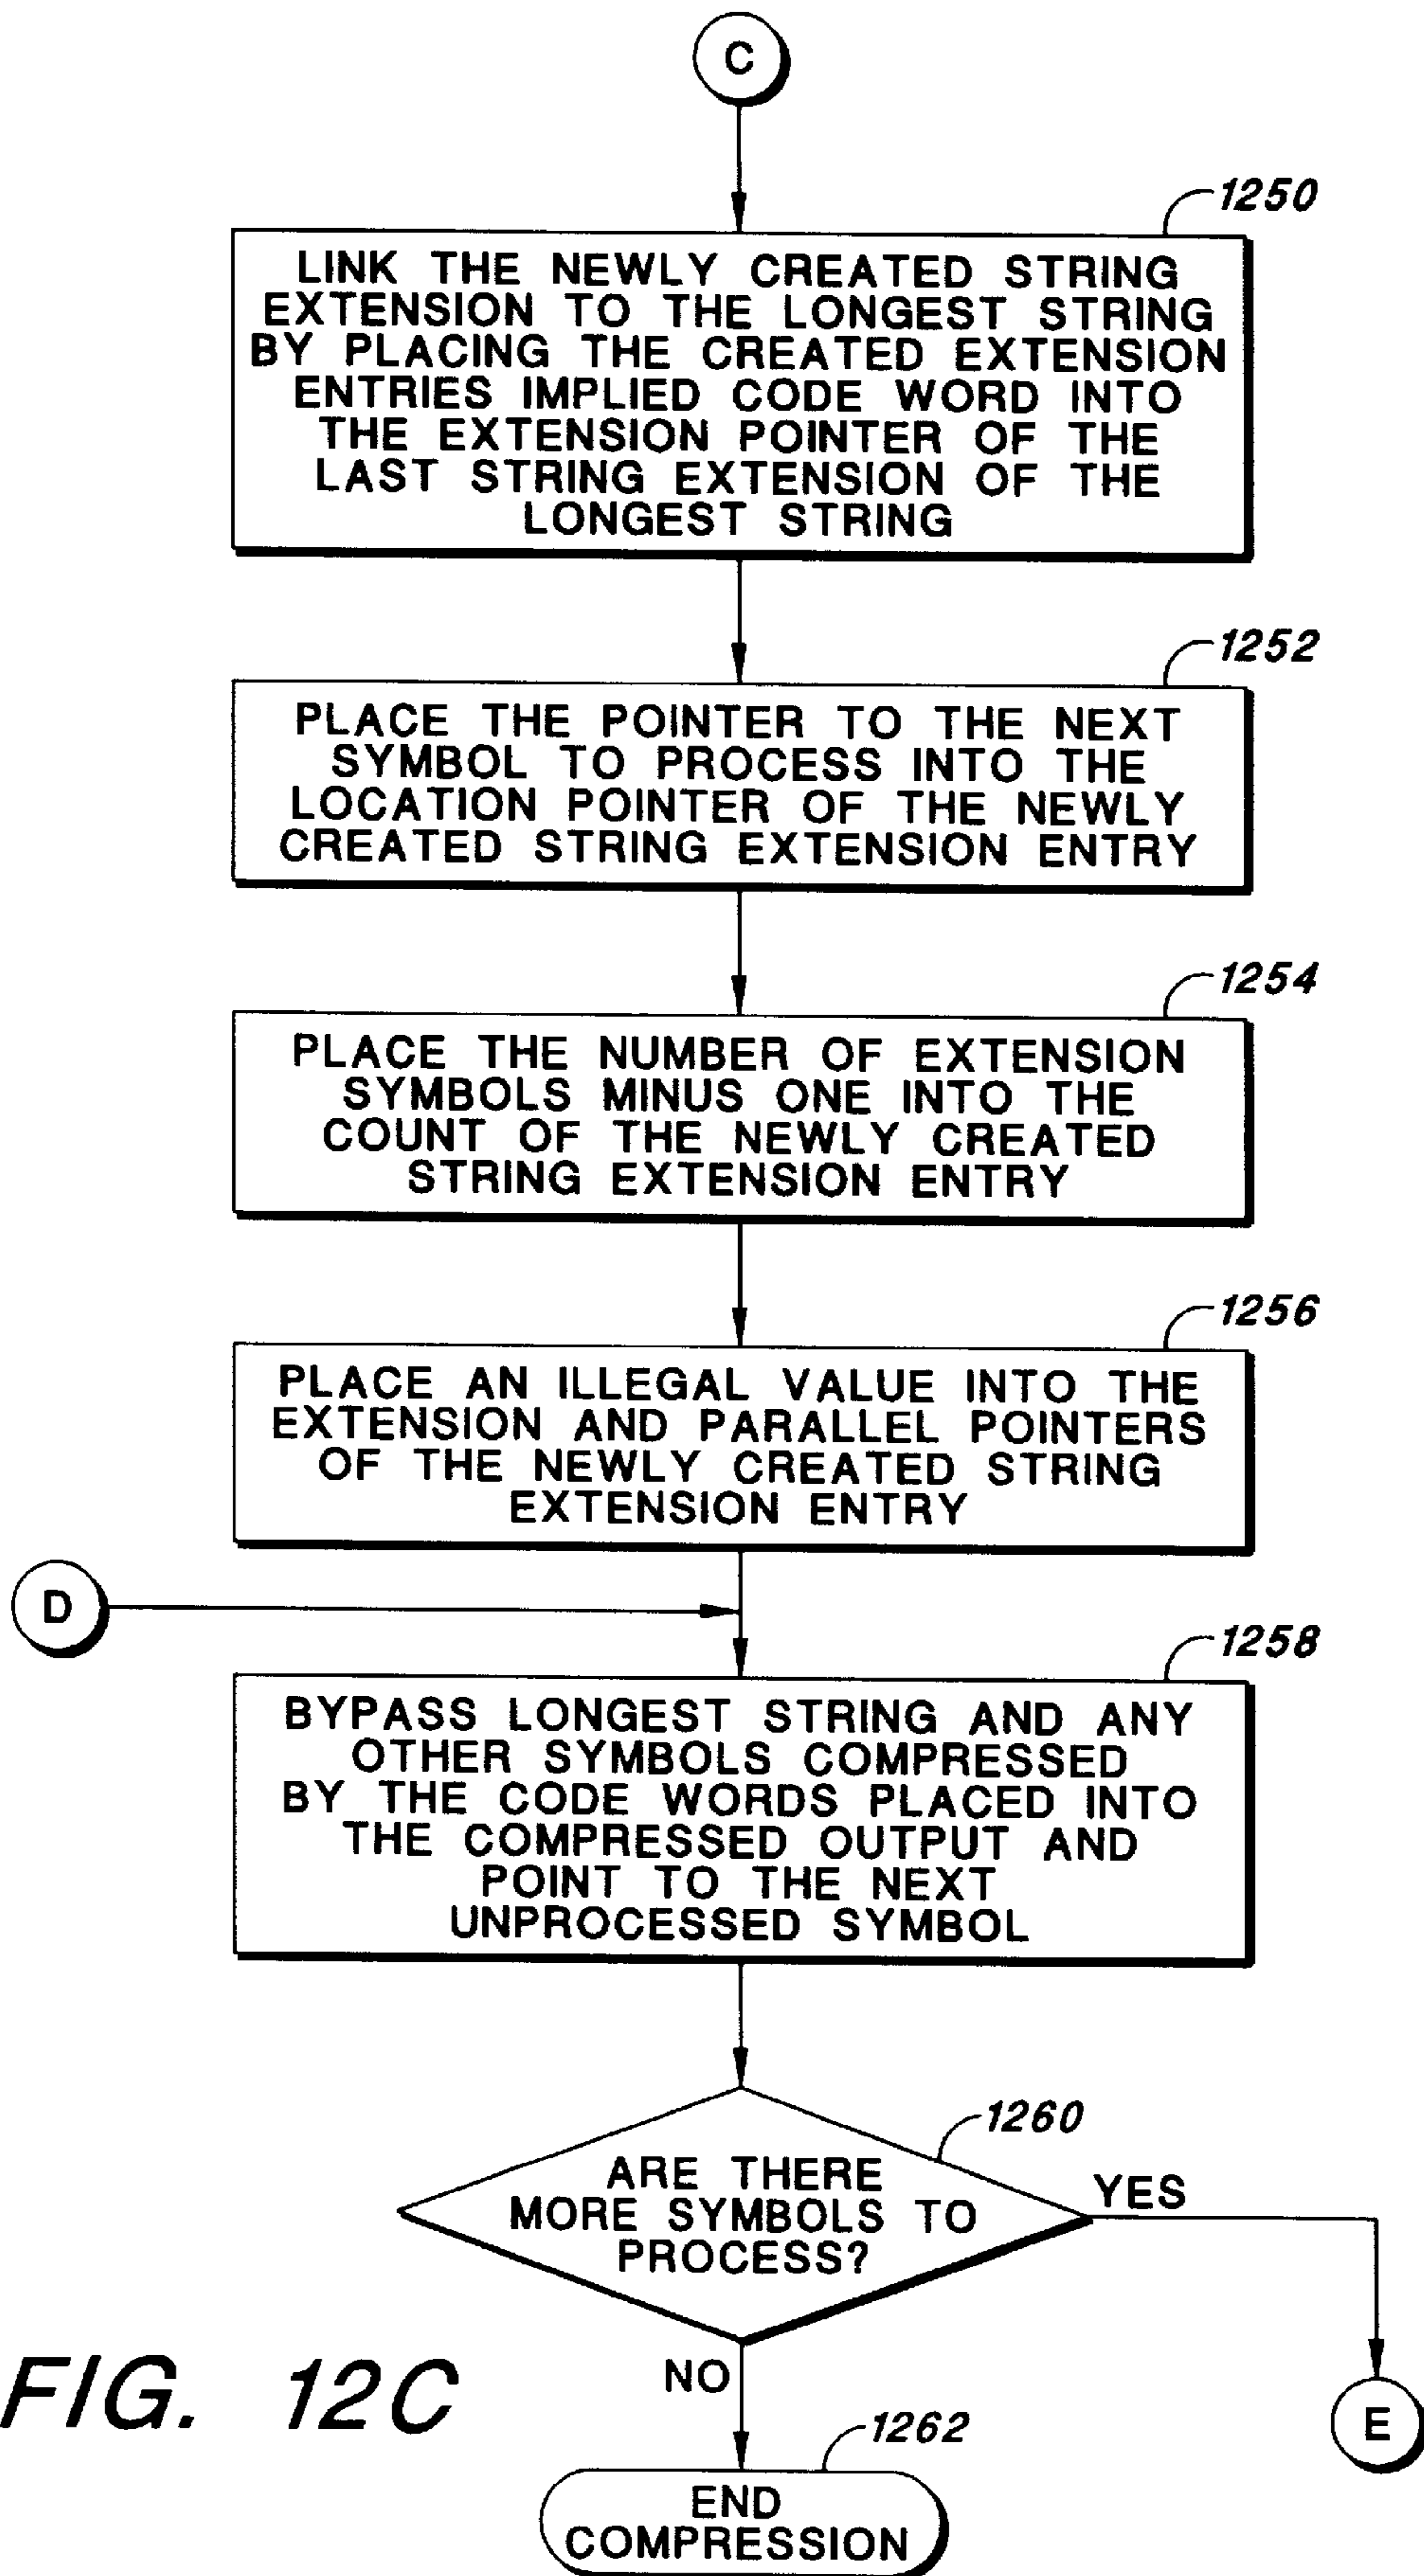 C
1250
LINK THE NEWLY CREATED STRING
EXTENSION TO THE LONGEST STRING
BY PLACING THE CREATED EXTENSION
ENTRIES IMPLIED CODE WORD INTO
THE EXTENSION POINTER OF THE
LAST STRING EXTENSION OF THE
LONGEST STRING
1252
PLACE THE POINTER TO THE NEXT
SYMBOL TO PROCESS INTO THE
LOCATION POINTER OF THE NEWLY
CREATED STRING EXTENSION ENTRY
1254
PLACE THE NUMBER OF EXTENSION
SYMBOLS MINUS ONE INTO THE
COUNT OF THE NEWLY CREATED
STRING EXTENSION ENTRY
1256
PLACE AN ILLEGAL VALUE INTO THE
EXTENSION AND PARALLEL POINTERS
OF THE NEWLY CREATED STRING
EXTENSION ENTRY
D
1258
BYPASS LONGEST STRING AND ANY
OTHER SYMBOLS COMPRESSED
BY THE CODE WORDS PLACED INTO
THE COMPRESSED OUTPUT AND
POINT TO THE NEXT
UNPROCESSED SYMBOL
1260
ARE THERE
MORE SYMBOLS TO
PROCESS?
YES
NO
E
FIG. 12C
1262
END
COMPRESSION